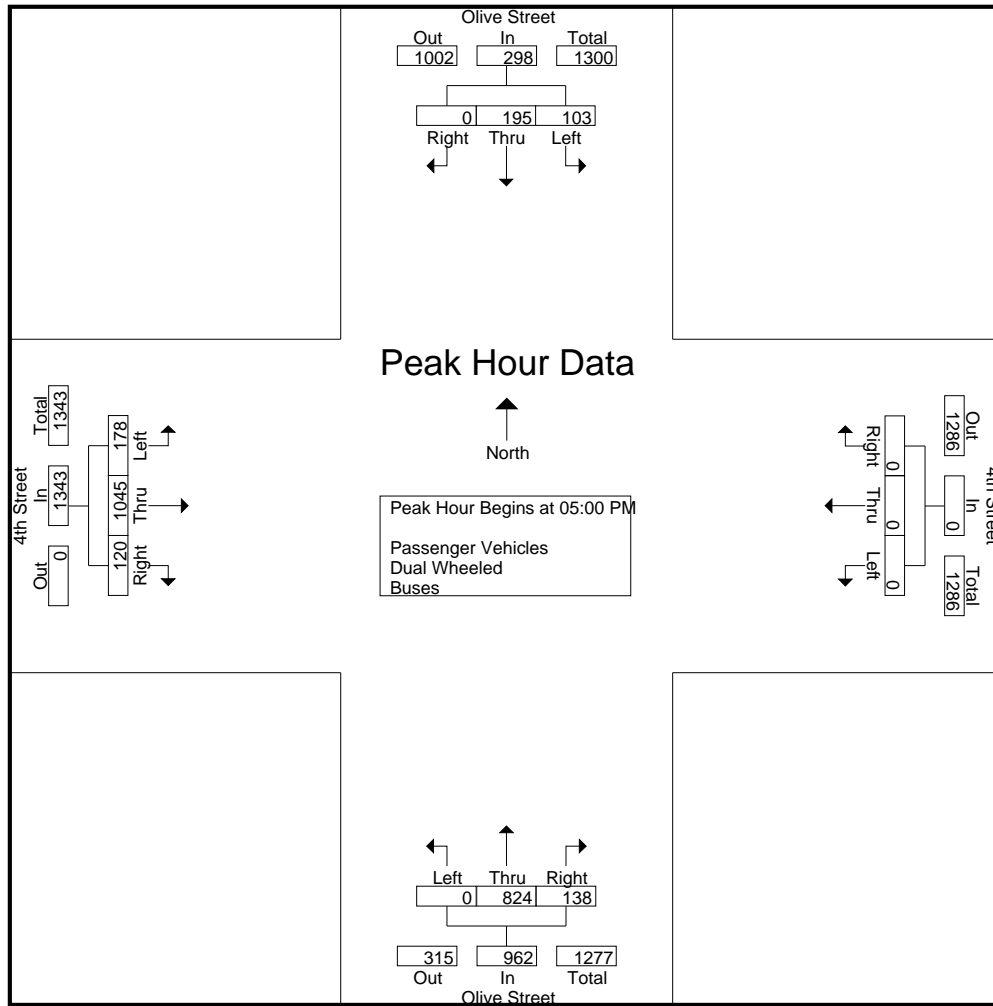 Olive Street
Out In Total
1002 298 1300
0 195 103
Right Thru Left
Peak Hour Data
North
Peak Hour Begins at 05:00 PM
Passenger Vehicles
Dual Wheeled
Buses
4th Street
Total In Out
1343 1343 0
178 1045 120
Left Thru Right
4th Street
Out In Total
1286 0 1286
0 0 0
Right Thru Left
Left Thru Right
0 824 138
315 962 1277
Out In Total
Olive Street